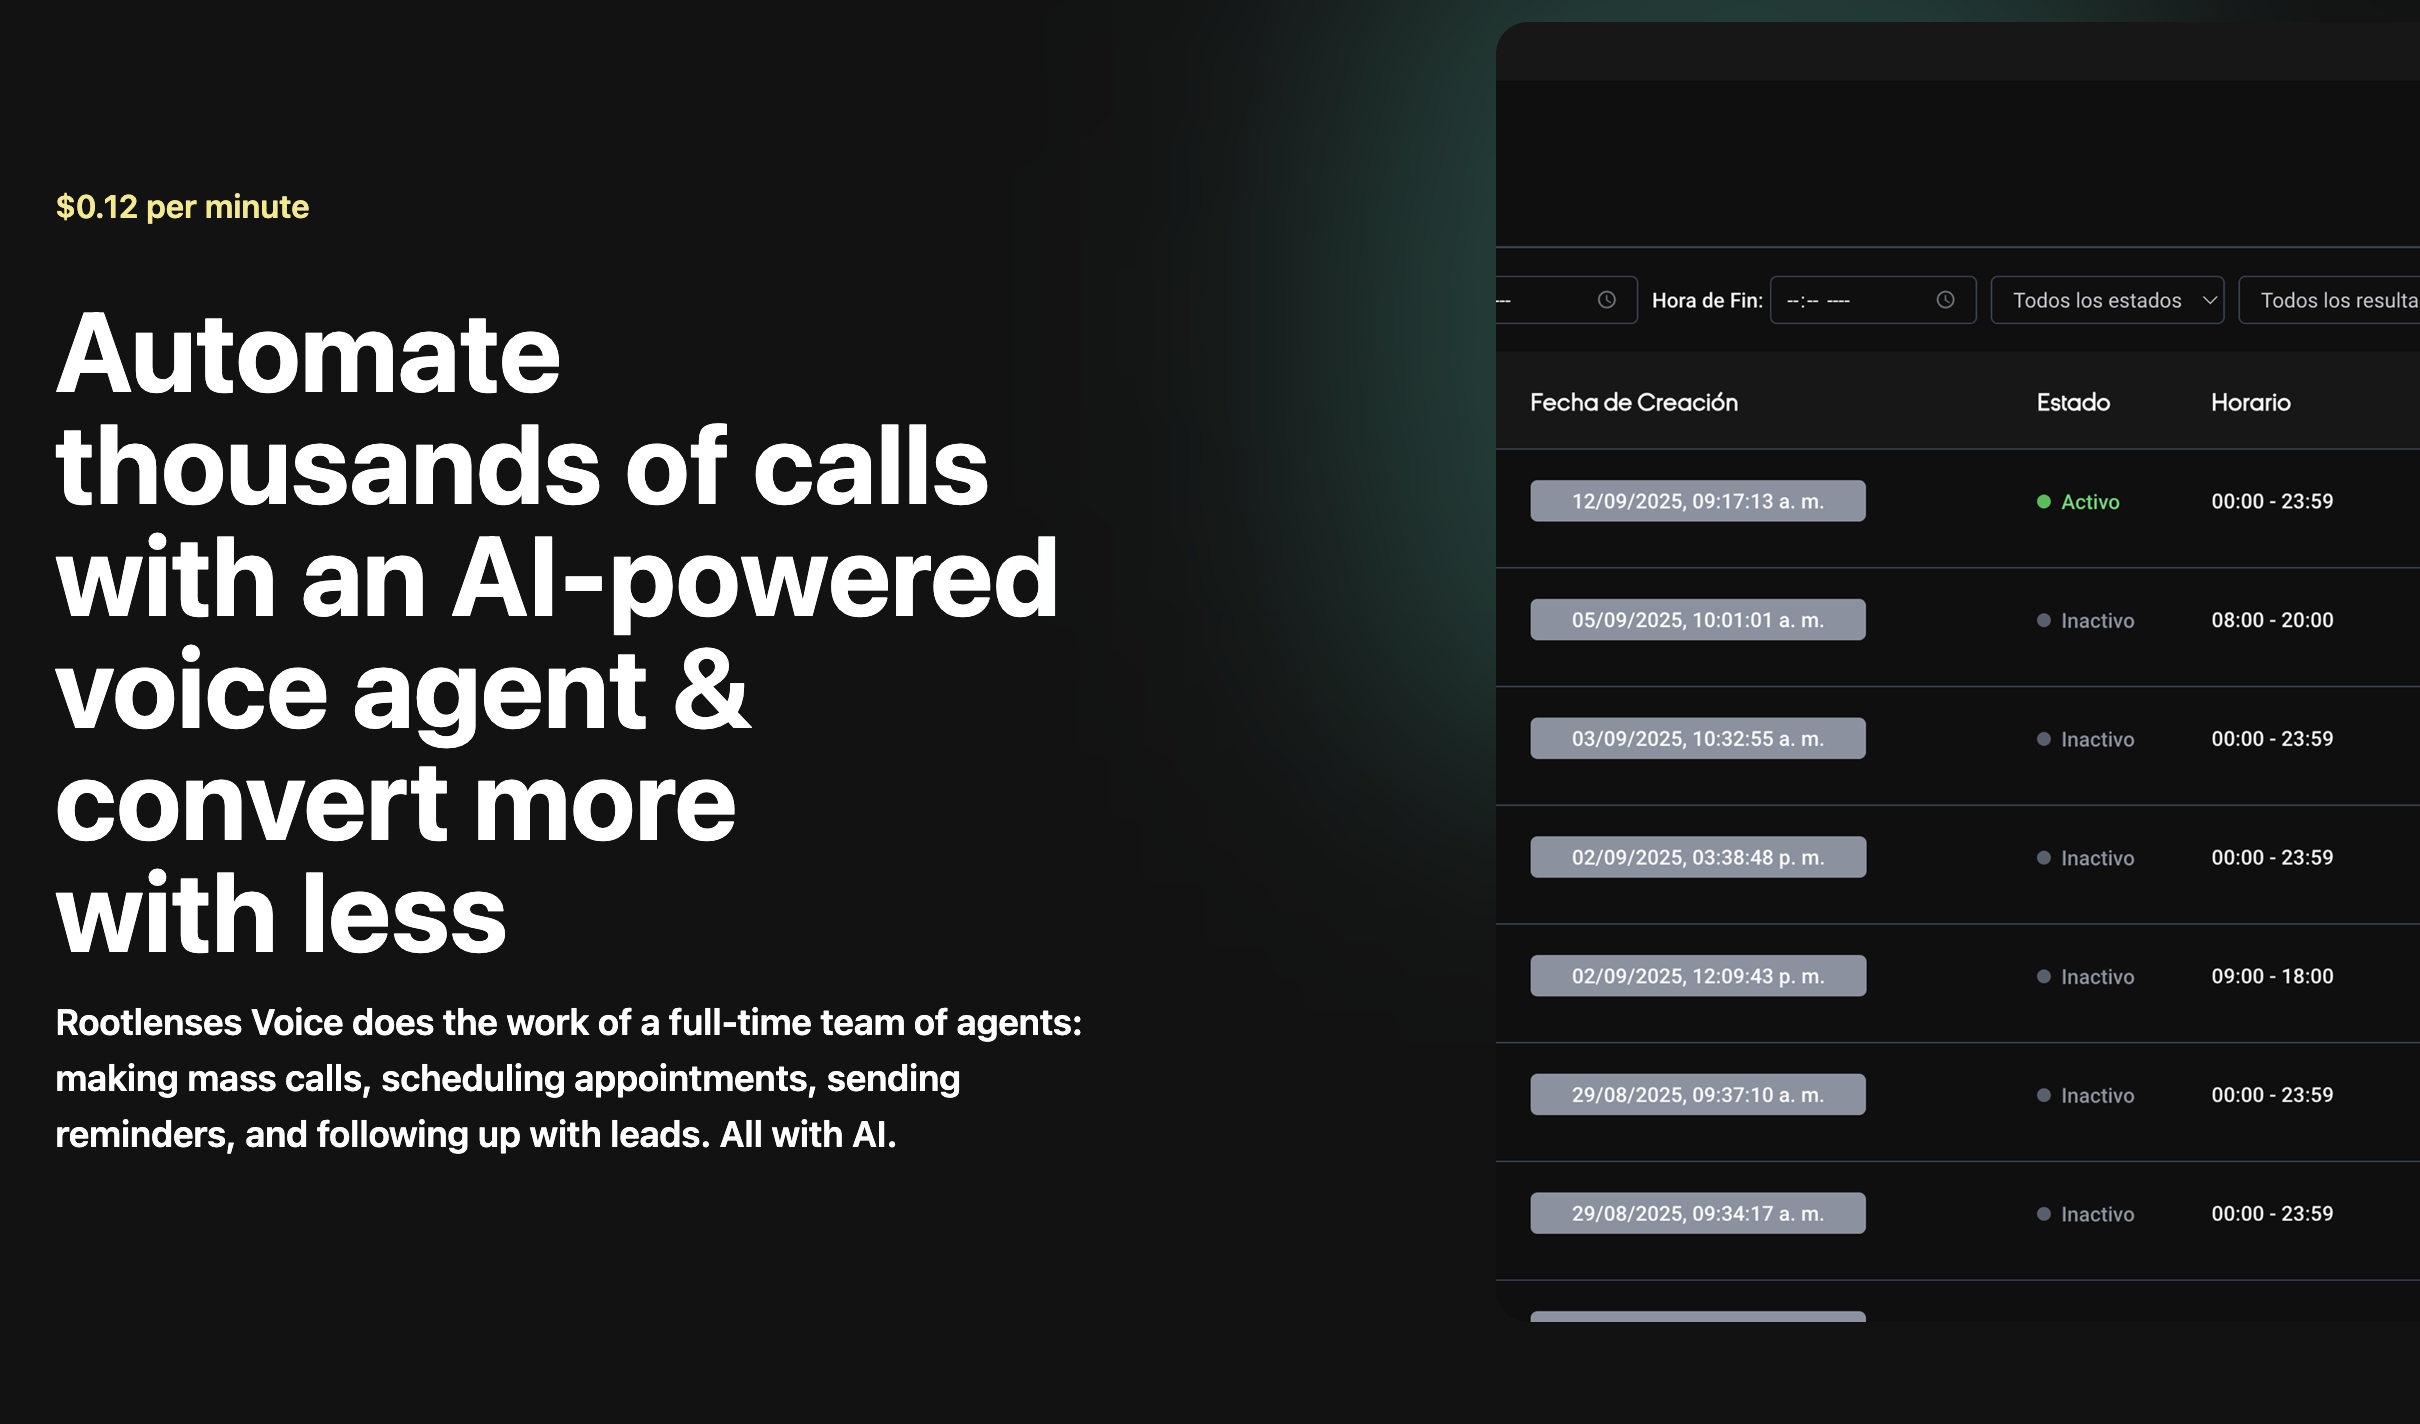 $0.12 per minute
Automate
thousands of calls
with an AI-powered
voice agent &
convert more
with less
Rootlenses Voice does the work of a full-time team of agents:
making mass calls, scheduling appointments, sending
reminders, and following up with leads. All with AI.
--- Hora de Fin: --:-- ---- Todos los estados Todos los
Fecha de Creación Estado Horario
12/09/2025, 09:17:13 a. m. Activo 00:00 - 23:59
05/09/2025, 10:01:01 a. m. Inactivo 08:00 - 20:00
03/09/2025, 10:32:55 a. m. Inactivo 00:00 - 23:59
02/09/2025, 03:38:48 p. m. Inactivo 00:00 - 23:59
02/09/2025, 12:09:43 p. m. Inactivo 09:00 - 18:00
29/08/2025, 09:37:10 a. m. Inactivo 00:00 - 23:59
29/08/2025, 09:34:17 a. m. Inactivo 00:00 - 23:59